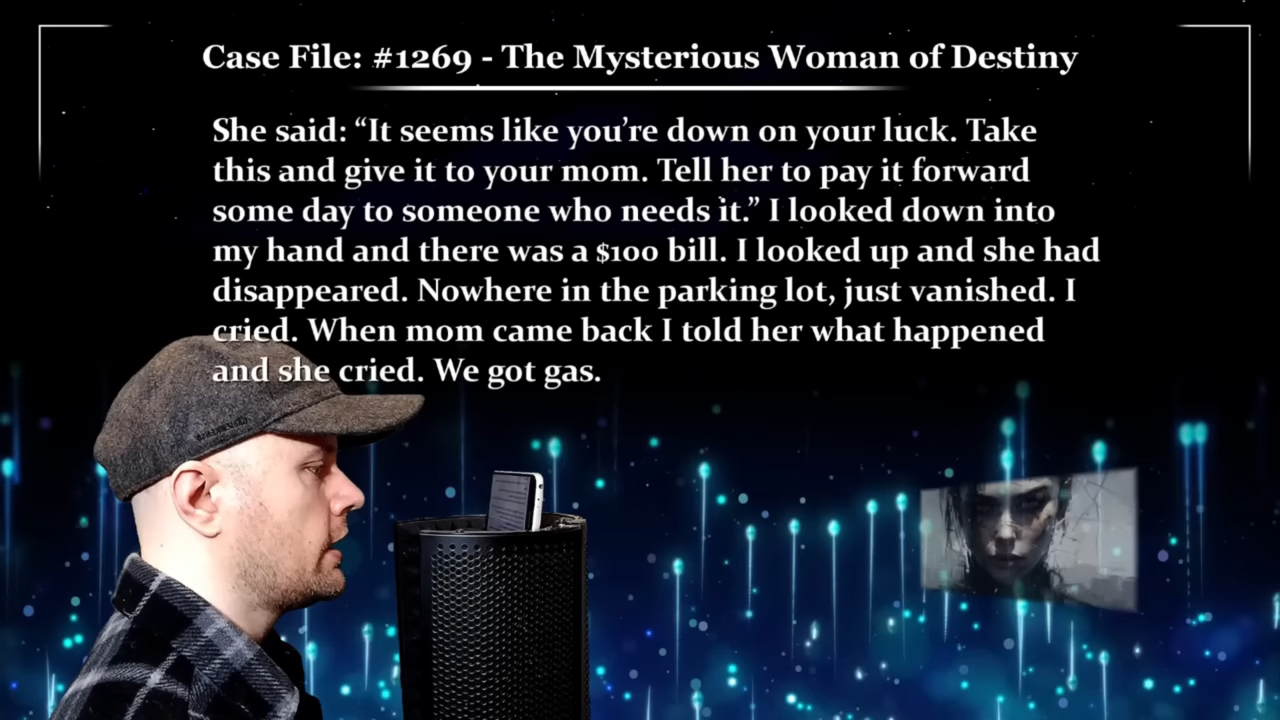 Case File: #1269 - The Mysterious Woman of Destiny
She said: “It seems like you’re down on your luck. Take
this and give it to your mom. Tell her to pay it forward
some day to someone who needs it.” I looked down into
my hand and there was a $100 bill. I looked up and she had
disappeared. Nowhere in the parking lot, just vanished. I
cried. When mom came back I told her what happened
and she cried. We got gas.